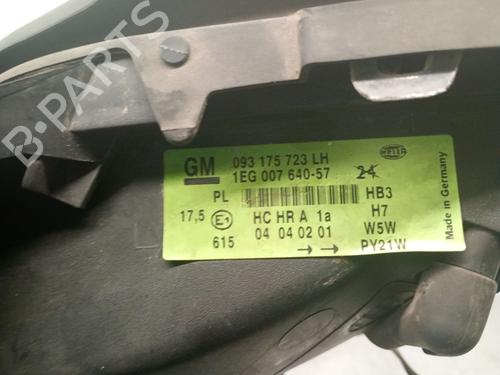 B-PARTS
GM 093 175 723 LH HELLA
1EG 007 640-57 24
PL HB3
17,5 E1 HC HR A 1a H7
615 04 04 02 01 W5W
→→ PY21W
Made in Germany